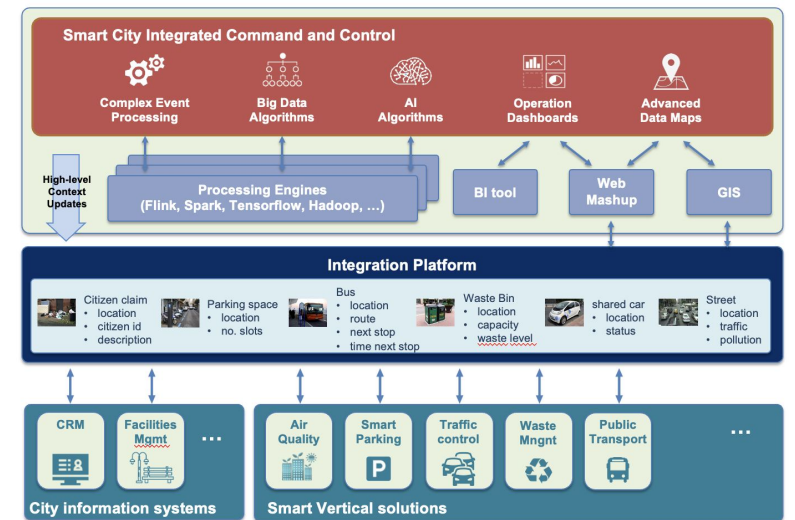 Smart City Integrated Command and Control
Complex Event
Processing
Big Data
Algorithms
AI
Algorithms
Operation
Dashboards
Advanced
Data Maps
High-level
Context
Updates
Processing Engines
(Flink, Spark, Tensorflow, Hadoop, ...)
BI tool
Web
Mashup
GIS
Integration Platform
Citizen claim
• location
• citizen id
• description
Parking space
• location
• no. slots
Bus
• location
• route
• next stop
• time next stop
Waste Bin
• location
• capacity
• waste level
shared car
• location
• status
Street
• location
• traffic
• pollution
CRM
Facilities
Mgmt
...
City information systems
Air
Quality
Smart
Parking
P
Traffic
control
Waste
Mngnt
Public
Transport
...
Smart Vertical solutions